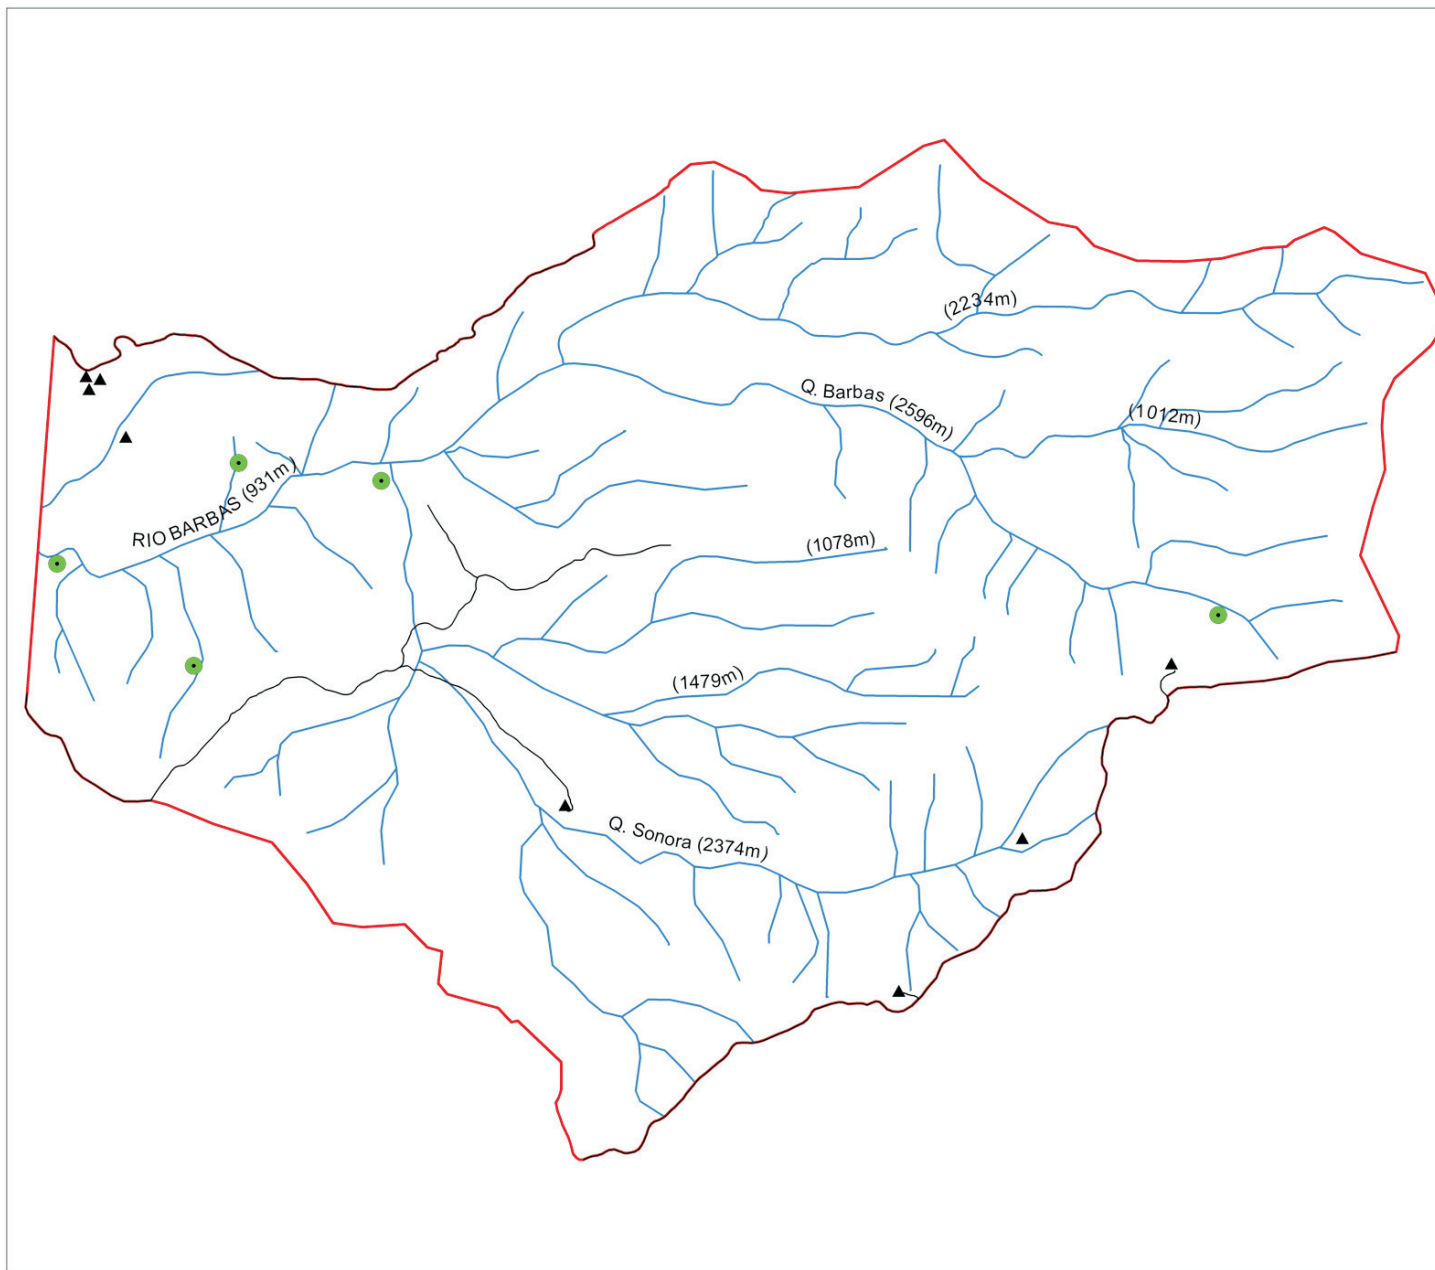 (2234m)
Q. Barbas (2596m)
(1012m)
RIO BARBAS (931m)
(1078m)
(1479m)
Q. Sonora (2374m)